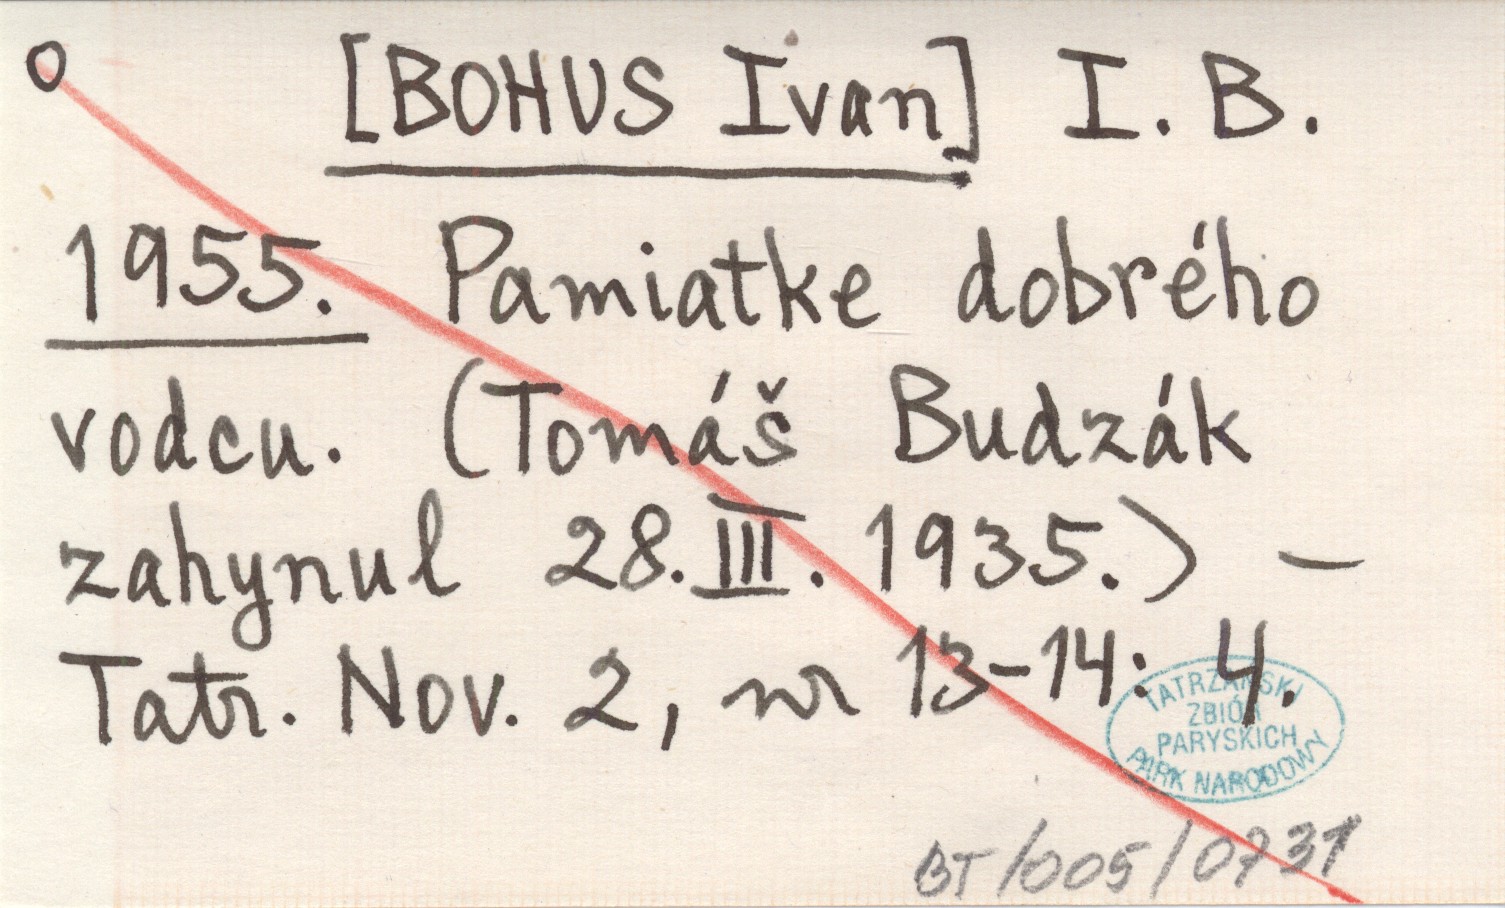 [BOHUS Ivan] I. B.
1955. Pamiatke dobrého
vodcu. (Tomáš Budzák
zahynul 28. III. 1935.) –
Tatr. Nov. 2, nr 13-14: 4.
TATRZAŃSKI
ZBIÓR
PARYSKICH
PARK NARODOWY
BT/005/0731